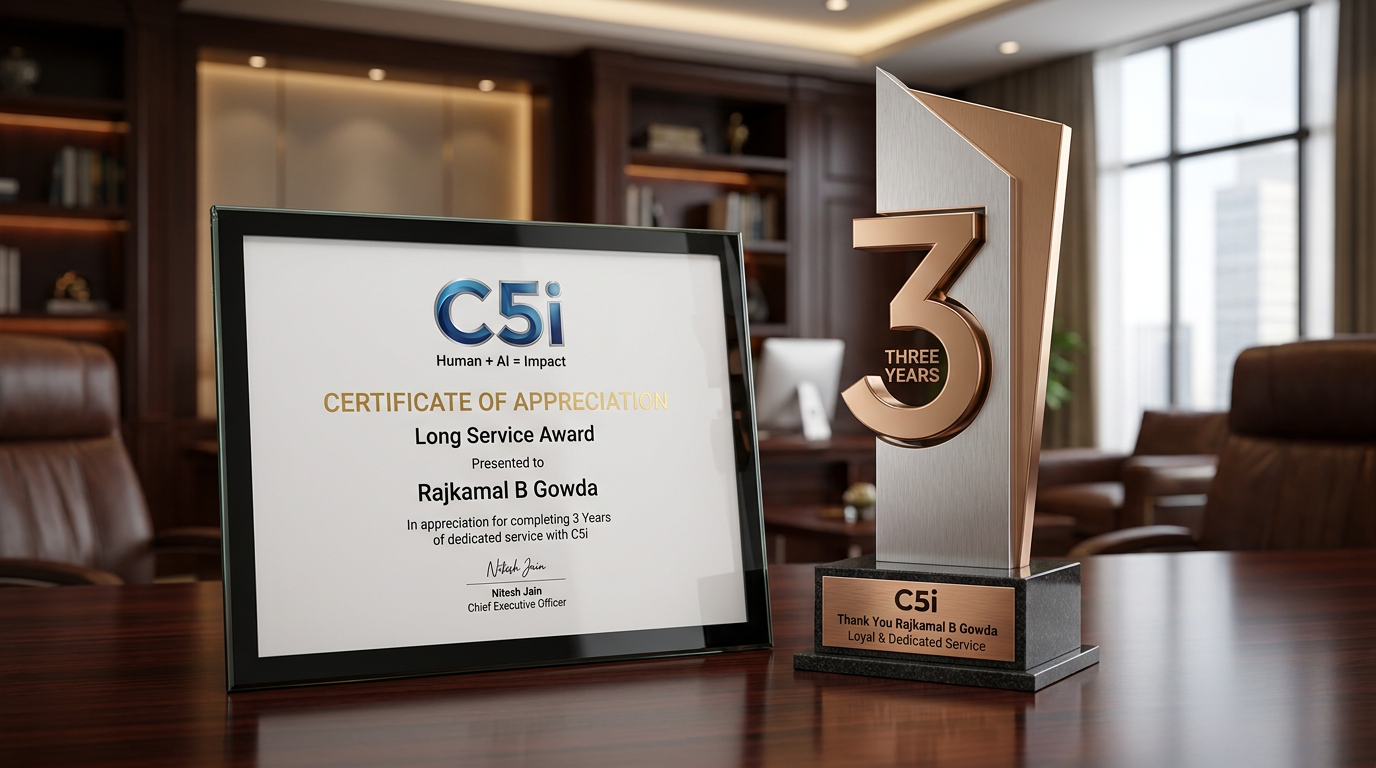 C5i
Human + AI = Impact
CERTIFICATE OF APPRECIATION
Long Service Award
Presented to
Rajkamal B Gowda
In appreciation for completing 3 Years
of dedicated service with C5i
Nitesh Jain
Nitesh Jain
Chief Executive Officer
3
THREE
YEARS
C5i
Thank You Rajkamal B Gowda
Loyal & Dedicated Service